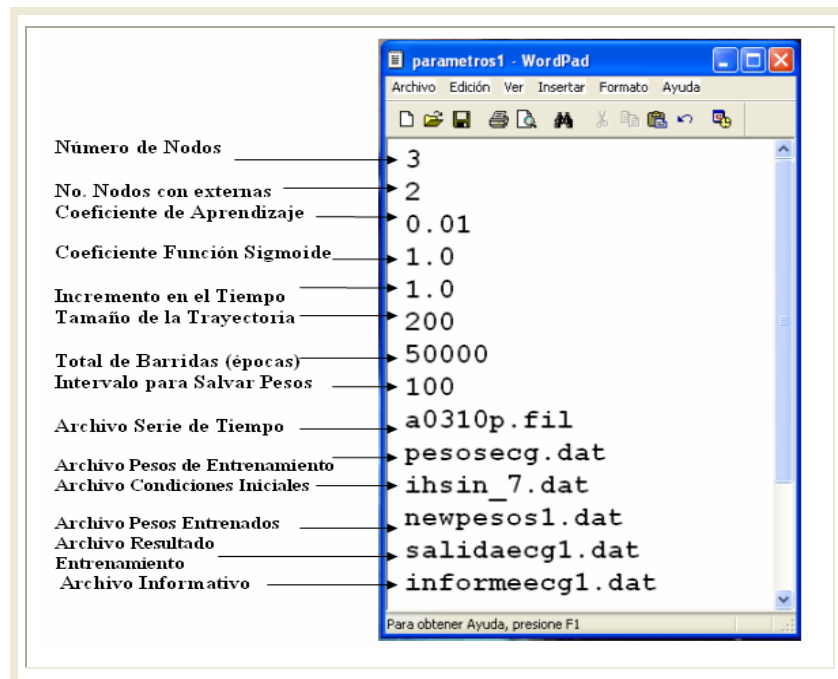 parametros1 - WordPad
Archivo Edición Ver Insertar Formato Ayuda
Número de Nodos
3
No. Nodos con externas
2
Coeficiente de Aprendizaje
0.01
Coeficiente Función Sigmoide
1.0
Incremento en el Tiempo
1.0
Tamaño de la Trayectoria
200
Total de Barridas (épocas)
50000
Intervalo para Salvar Pesos
100
Archivo Serie de Tiempo
a0310p.fil
Archivo Pesos de Entrenamiento
pesosecg.dat
Archivo Condiciones Iniciales
ihsin_7.dat
Archivo Pesos Entrenados
newpesos1.dat
Archivo Resultado
Entrenamiento
salidaecg1.dat
Archivo Informativo
informeecg1.dat
Para obtener Ayuda, presione F1